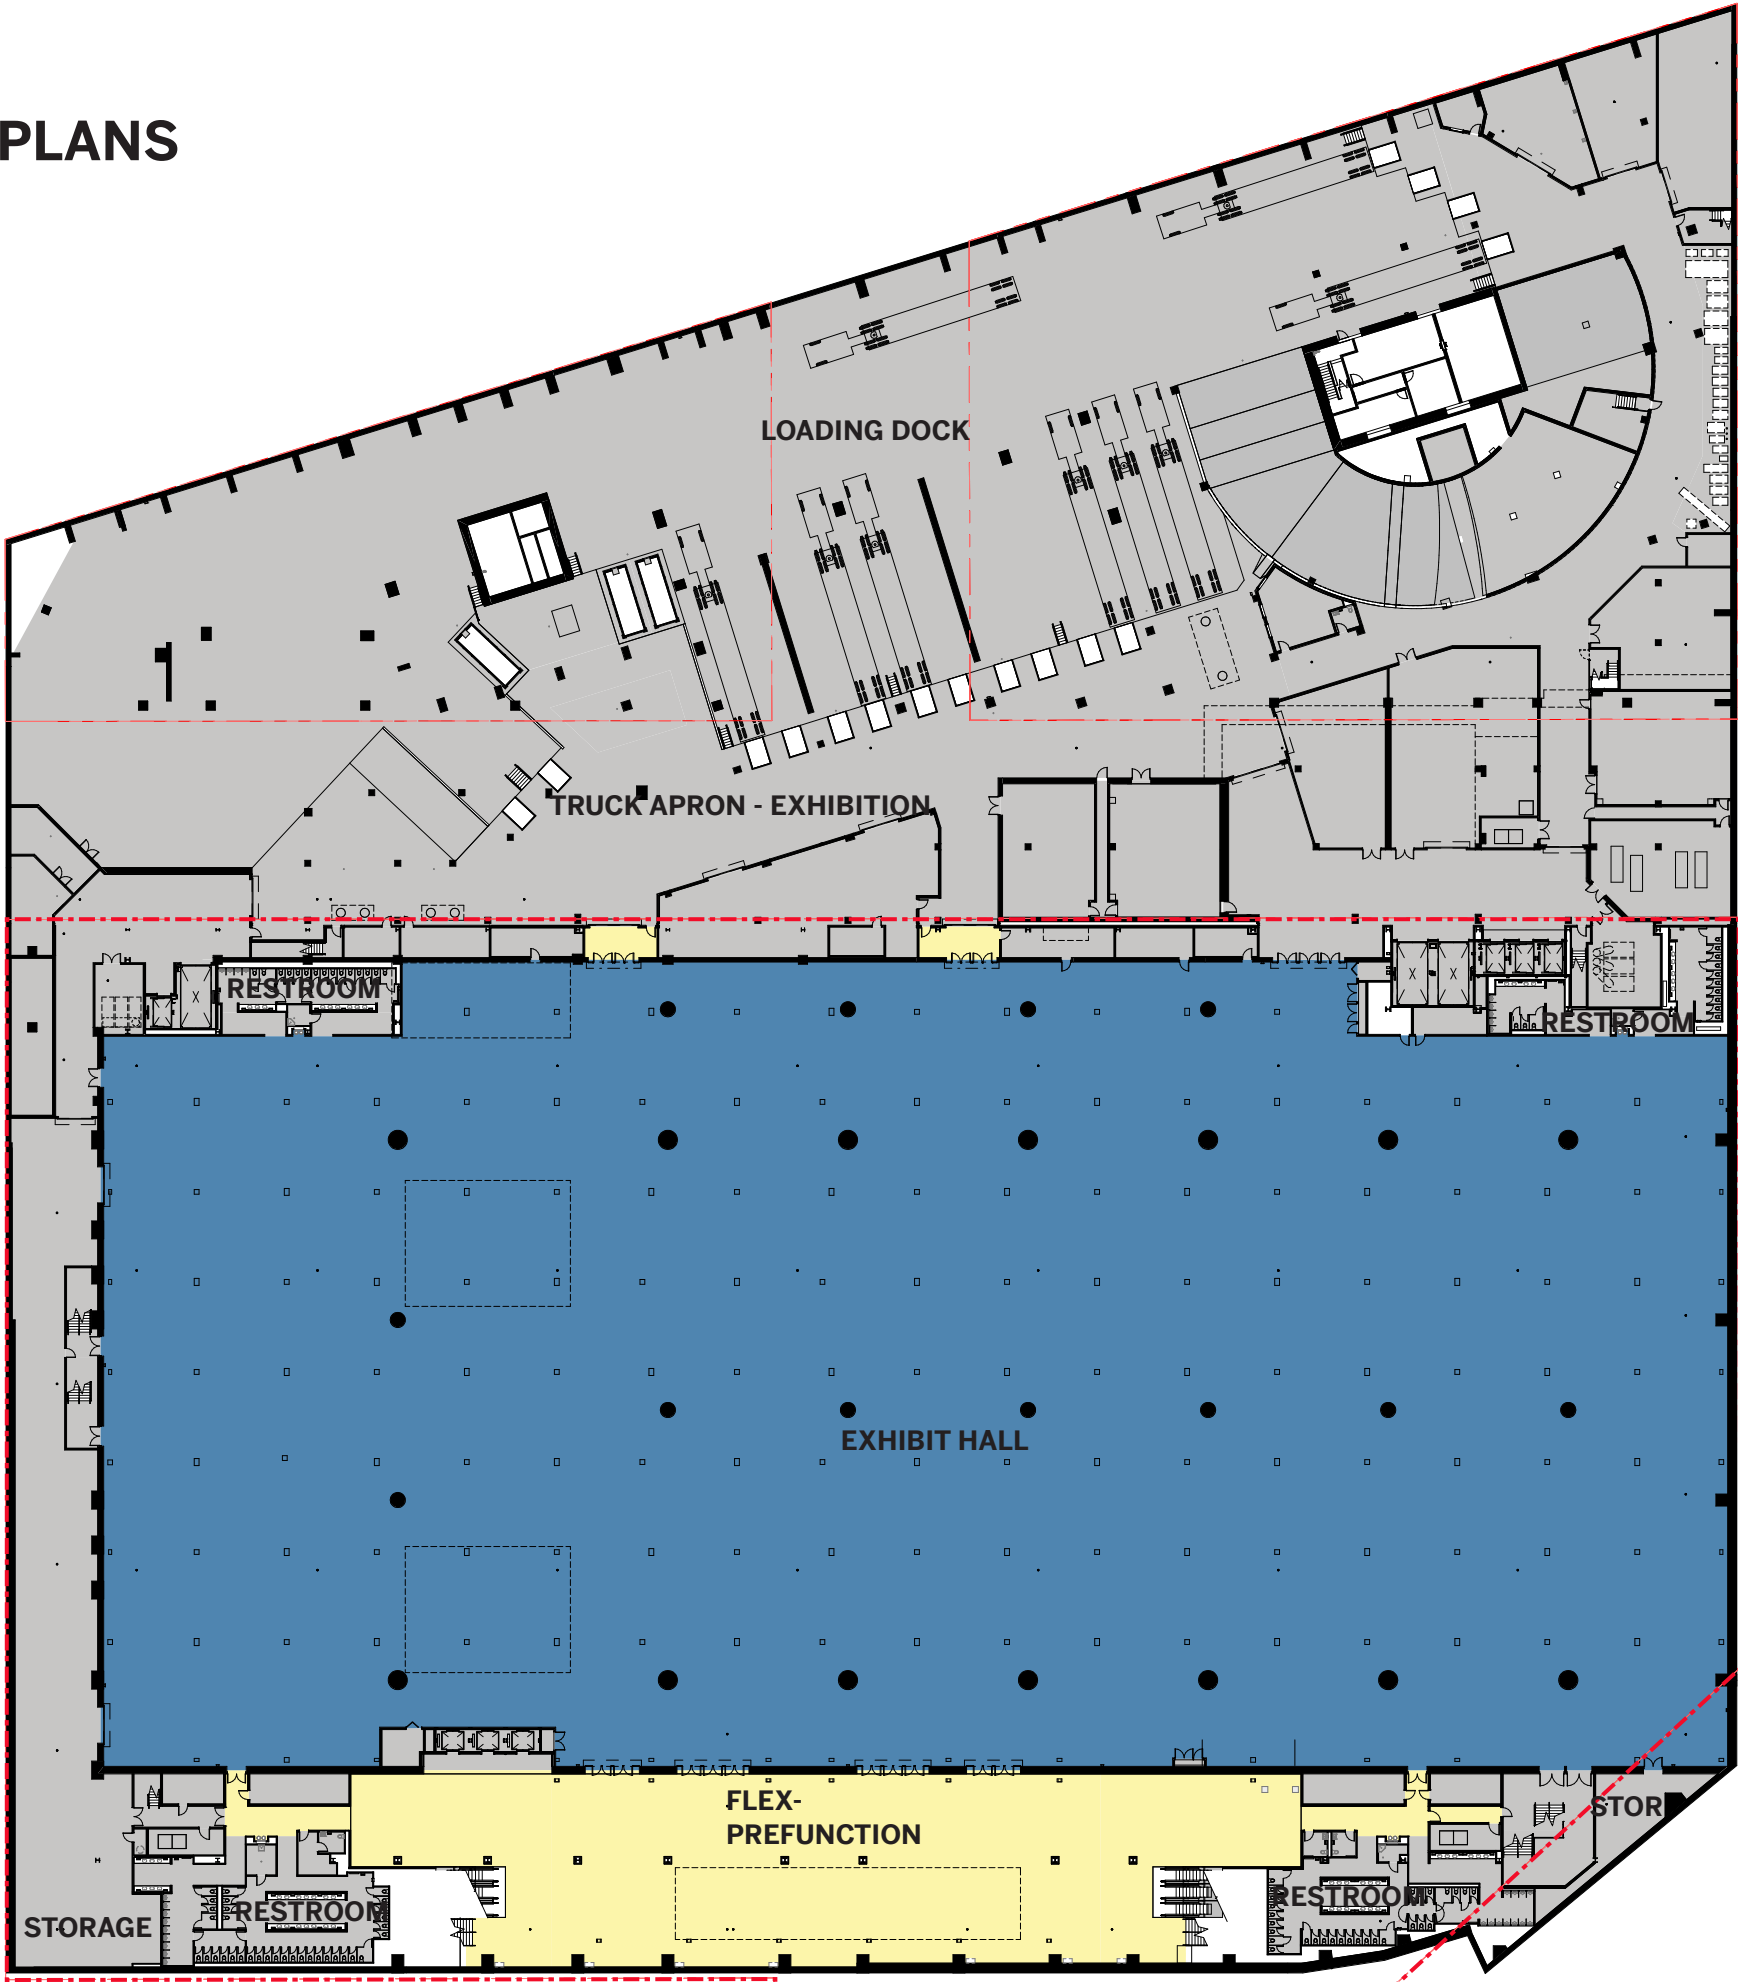 PLANS
LOADING DOCK
TRUCK APRON - EXHIBITION
RESTROOM
RESTROOM
EXHIBIT HALL
FLEX-
PREFUNCTION
STOR
RESTROOM
RESTROOM
STORAGE